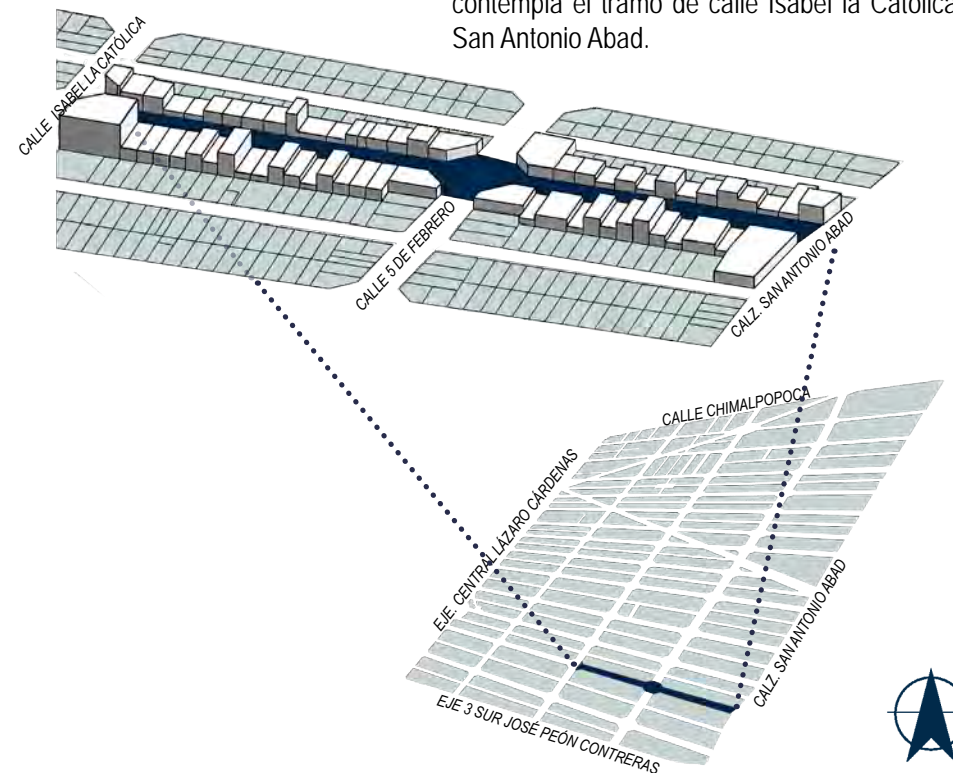 contempla el tramo de calle Isabel la Católica
San Antonio Abad.
CALLE ISABEL LA CATÓLICA
CALLE 5 DE FEBRERO
CALZ. SAN ANTONIO ABAD
CALLE CHIMALPOPOCA
EJE. CENTRAL LÁZARO CÁRDENAS
CALZ. SAN ANTONIO ABAD
EJE 3 SUR JOSÉ PEÓN CONTRERAS